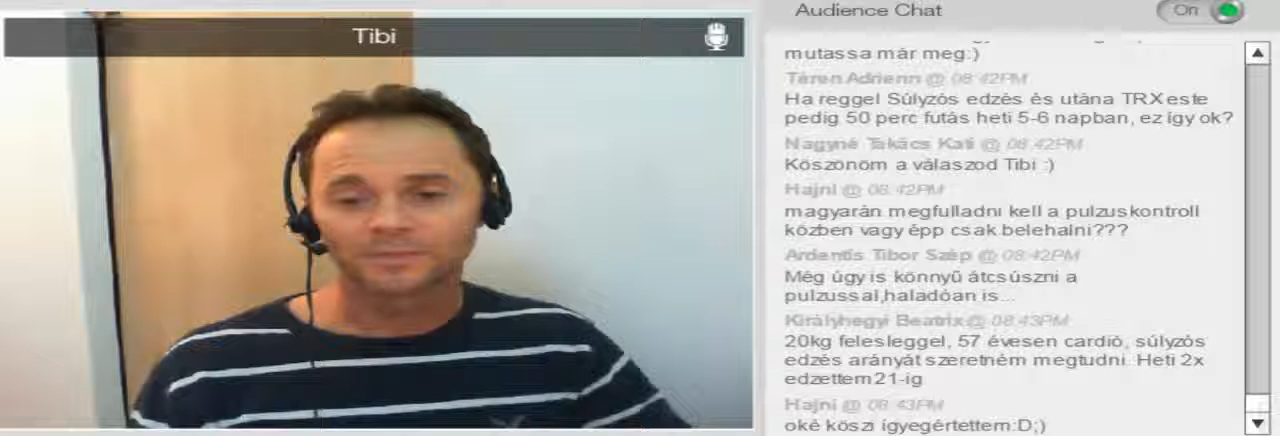 Tibi
Audience Chat
On
mutassa már meg:)
Téren Adrienn @ 08:42PM
Ha reggel Súlyzós edzés és utána TRX este
pedig 50 perc futás heti 5-6 napban, ez így ok?
Nagyné Takács Kati @ 08:42PM
Köszönöm a válaszod Tibi :)
Hajni @ 08:42PM
magyarán megfulladni kell a pulzuskontroll
közben vagy épp csak belehalni???
Ardentis Tibor Szép @ 08:42PM
Még úgy is könnyű átcsúszni a
pulzussal,haladóan is...
Királyhegyi Beatrix @ 08:43PM
20kg felesleggel, 57 évesen cardió, súlyzós
edzés arányát szeretném megtudni. Heti 2x
edzettem 21-ig
Hajni @ 08:43PM
oké köszi ígyegértettem:D;)